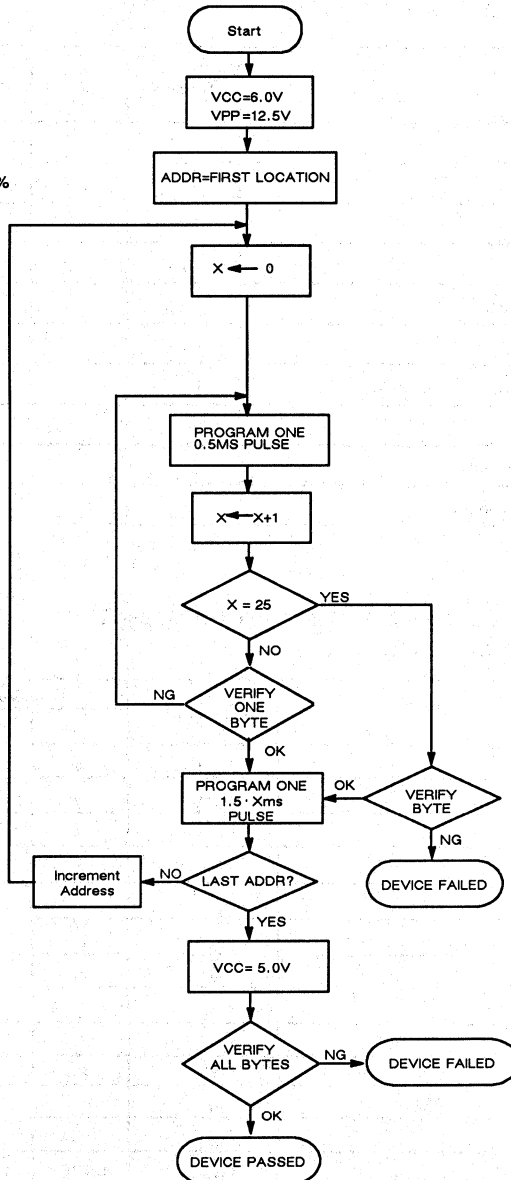 Start
VCC=6.0V
VPP=12.5V
%
ADDR=FIRST LOCATION
X ← 0
PROGRAM ONE
0.5MS PULSE
X←X+1
X = 25
YES
NO
NG
VERIFY
ONE
BYTE
OK
PROGRAM ONE
1.5 · Xms
PULSE
OK
VERIFY
BYTE
NG
Increment
Address
NO
LAST ADDR?
DEVICE FAILED
YES
VCC= 5.0V
VERIFY
ALL BYTES
NG
DEVICE FAILED
OK
DEVICE PASSED